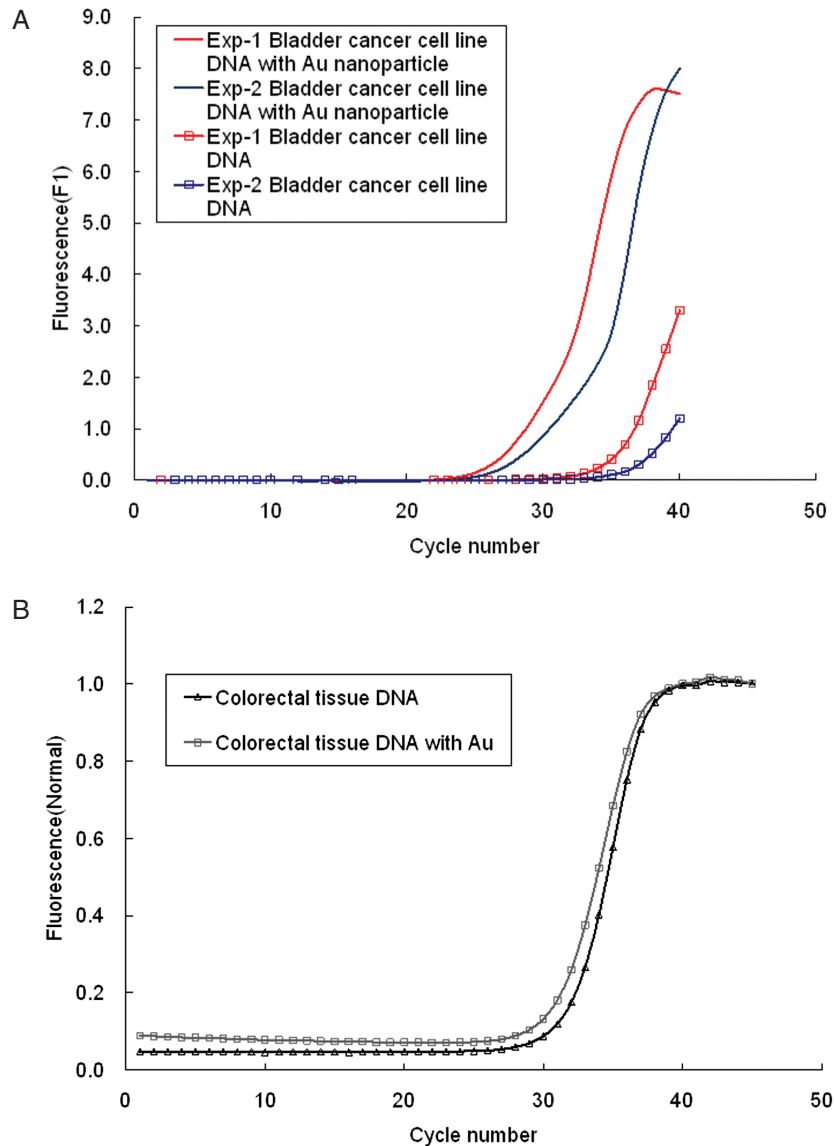 A
9.0
8.0
7.0
6.0
5.0
4.0
3.0
2.0
1.0
0.0
Fluorescence(F1)
Exp-1 Bladder cancer cell line
DNA with Au nanoparticle
Exp-2 Bladder cancer cell line
DNA with Au nanoparticle
Exp-1 Bladder cancer cell line
DNA
Exp-2 Bladder cancer cell line
DNA
0 10 20 30 40 50
Cycle number
B
1.2
1.0
0.8
0.6
0.4
0.2
0.0
Fluorescence(Normal)
Colorectal tissue DNA
Colorectal tissue DNA with Au
0 10 20 30 40 50
Cycle number